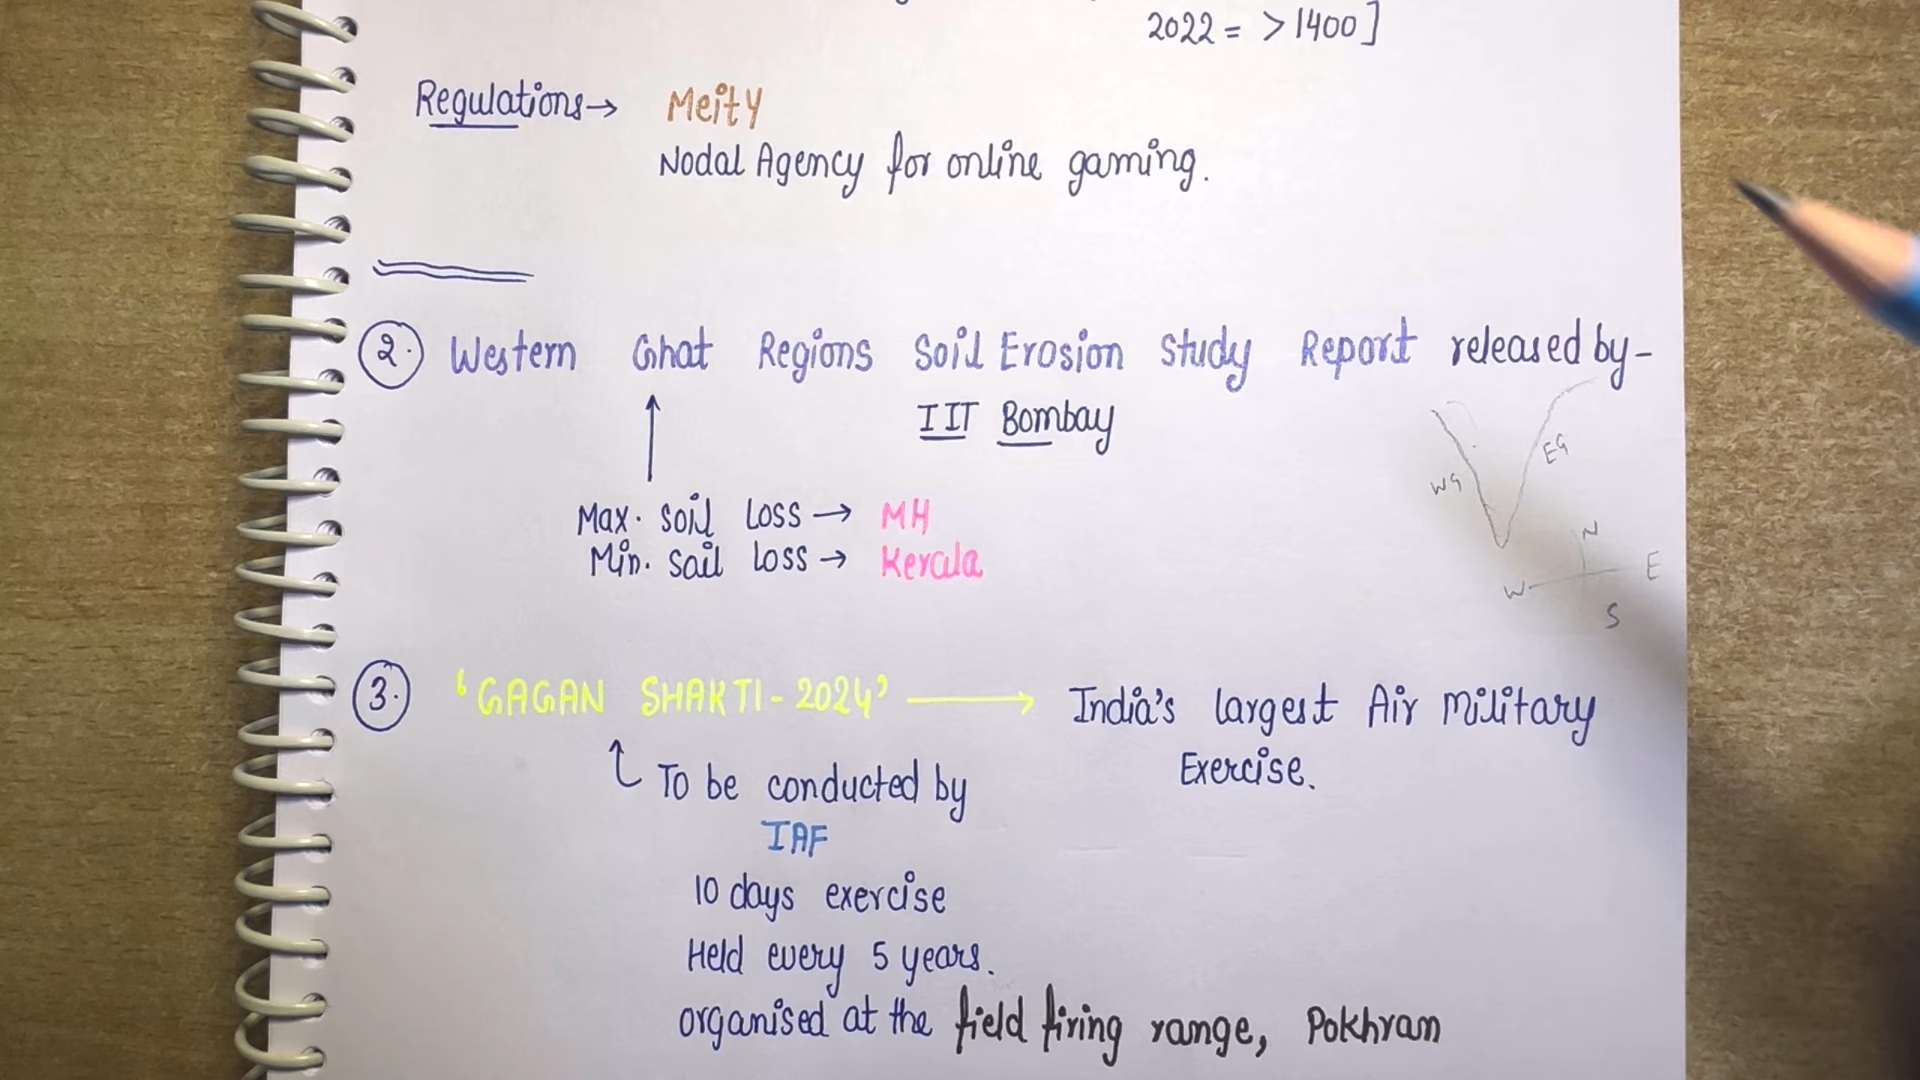 2022 = > 1400]
Regulations→ MeitY
Nodal Agency for online gaming.
2. Western Ghat Regions Soil Erosion Study Report released by-
IIT Bombay
WG EG
Max. soil Loss → MH
Min. sail Loss → Kerala
N
W E
S
3. 'GAGAN SHAKTI-2024' → India's largest Air Military
Exercise.
To be conducted by
IAF
10 days exercise
Held every 5 years.
organised at the field firing range, Pokhran